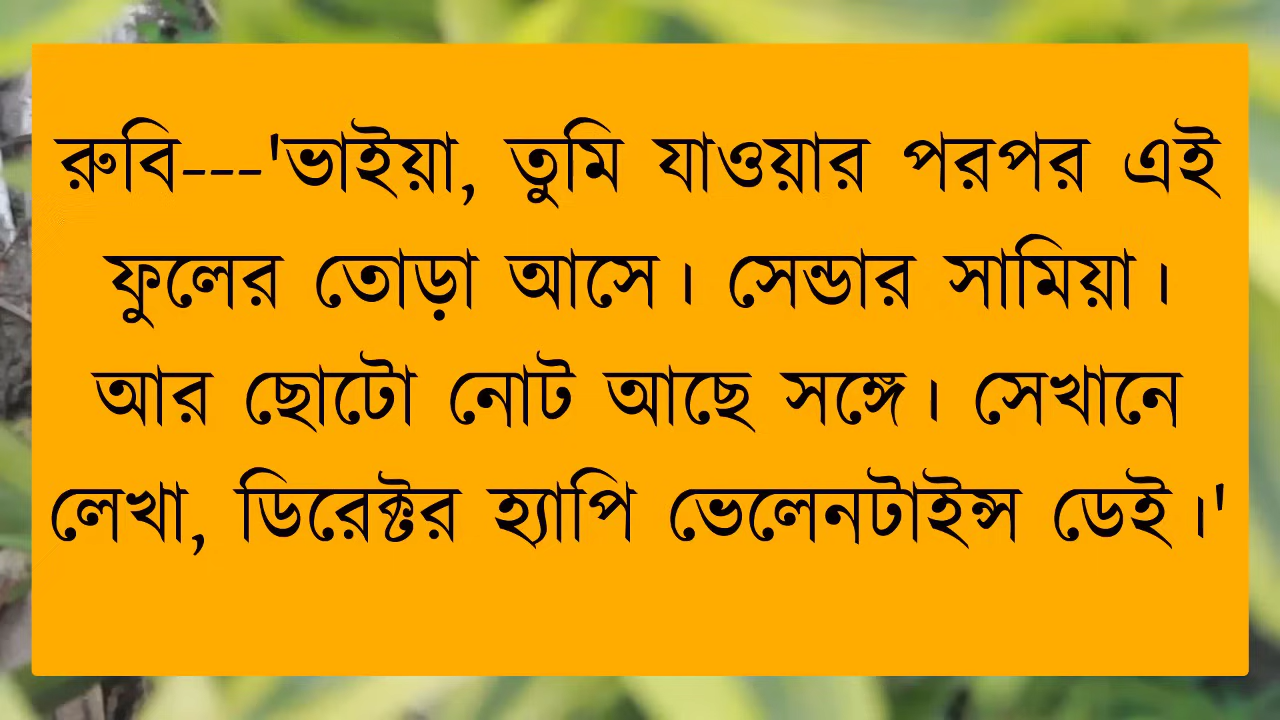 রুবি---'ভাইয়া, তুমি যাওয়ার পরপর এই
ফুলের তোড়া আসে। সেন্ডার সামিয়া।
আর ছোটো নোট আছে সঙ্গে। সেখানে
লেখা, ডিরেক্টর হ্যাপি ভেলেনটাইন্স ডেই।'